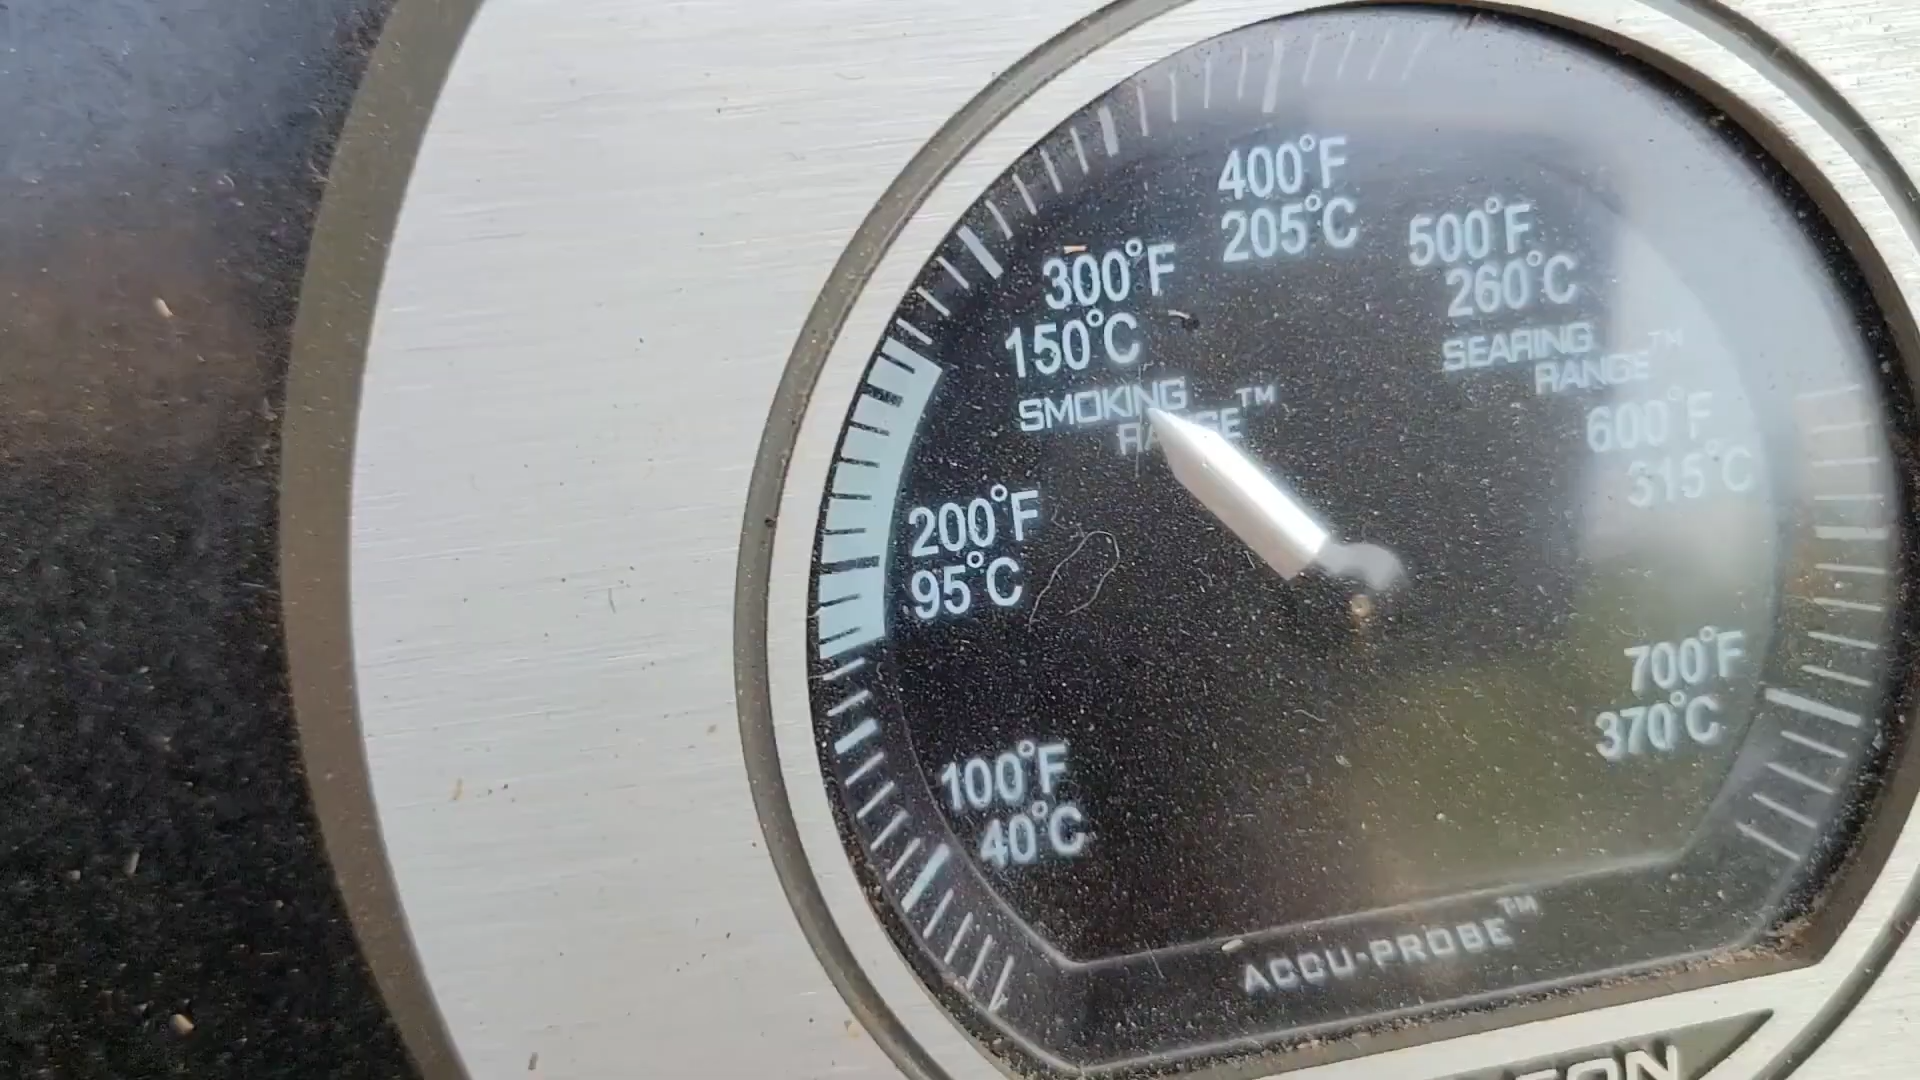 400°F
205°C
500°F
260°C
300°F
150°C
SEARING
RANGE™
SMOKING
RANGE™
600°F
315°C
200°F
95°C
700°F
370°C
100°F
40°C
ACCU-PROBE™